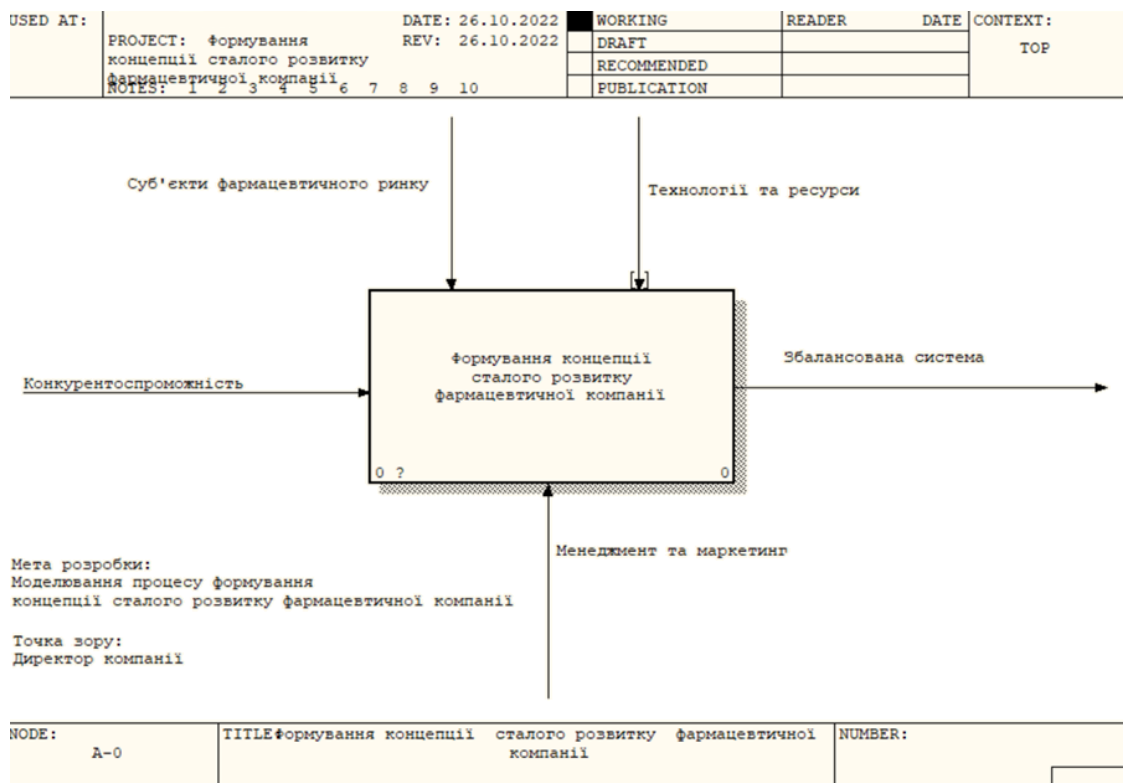 USED AT:
DATE: 26.10.2022
PROJECT: Формування
REV: 26.10.2022
концепції сталого розвитку
фармацевтичної компанії
NOTES: 1 2 3 4 5 6 7 8 9 10
WORKING
DRAFT
RECOMMENDED
PUBLICATION
READER DATE
CONTEXT:
TOP
Суб'єкти фармацевтичного ринку
Технології та ресурси
[ ]
Формування концепції
сталого розвитку
фармацевтичної компанії
0 ?
0
Конкурентоспроможність
Збалансована система
Менеджмент та маркетинг
Мета розробки:
Моделювання процесу формування
концепції сталого розвитку фармацевтичної компанії
Точка зору:
Директор компанії
NODE:
A-0
TITLE Формування концепції сталого розвитку фармацевтичної
компанії
NUMBER: